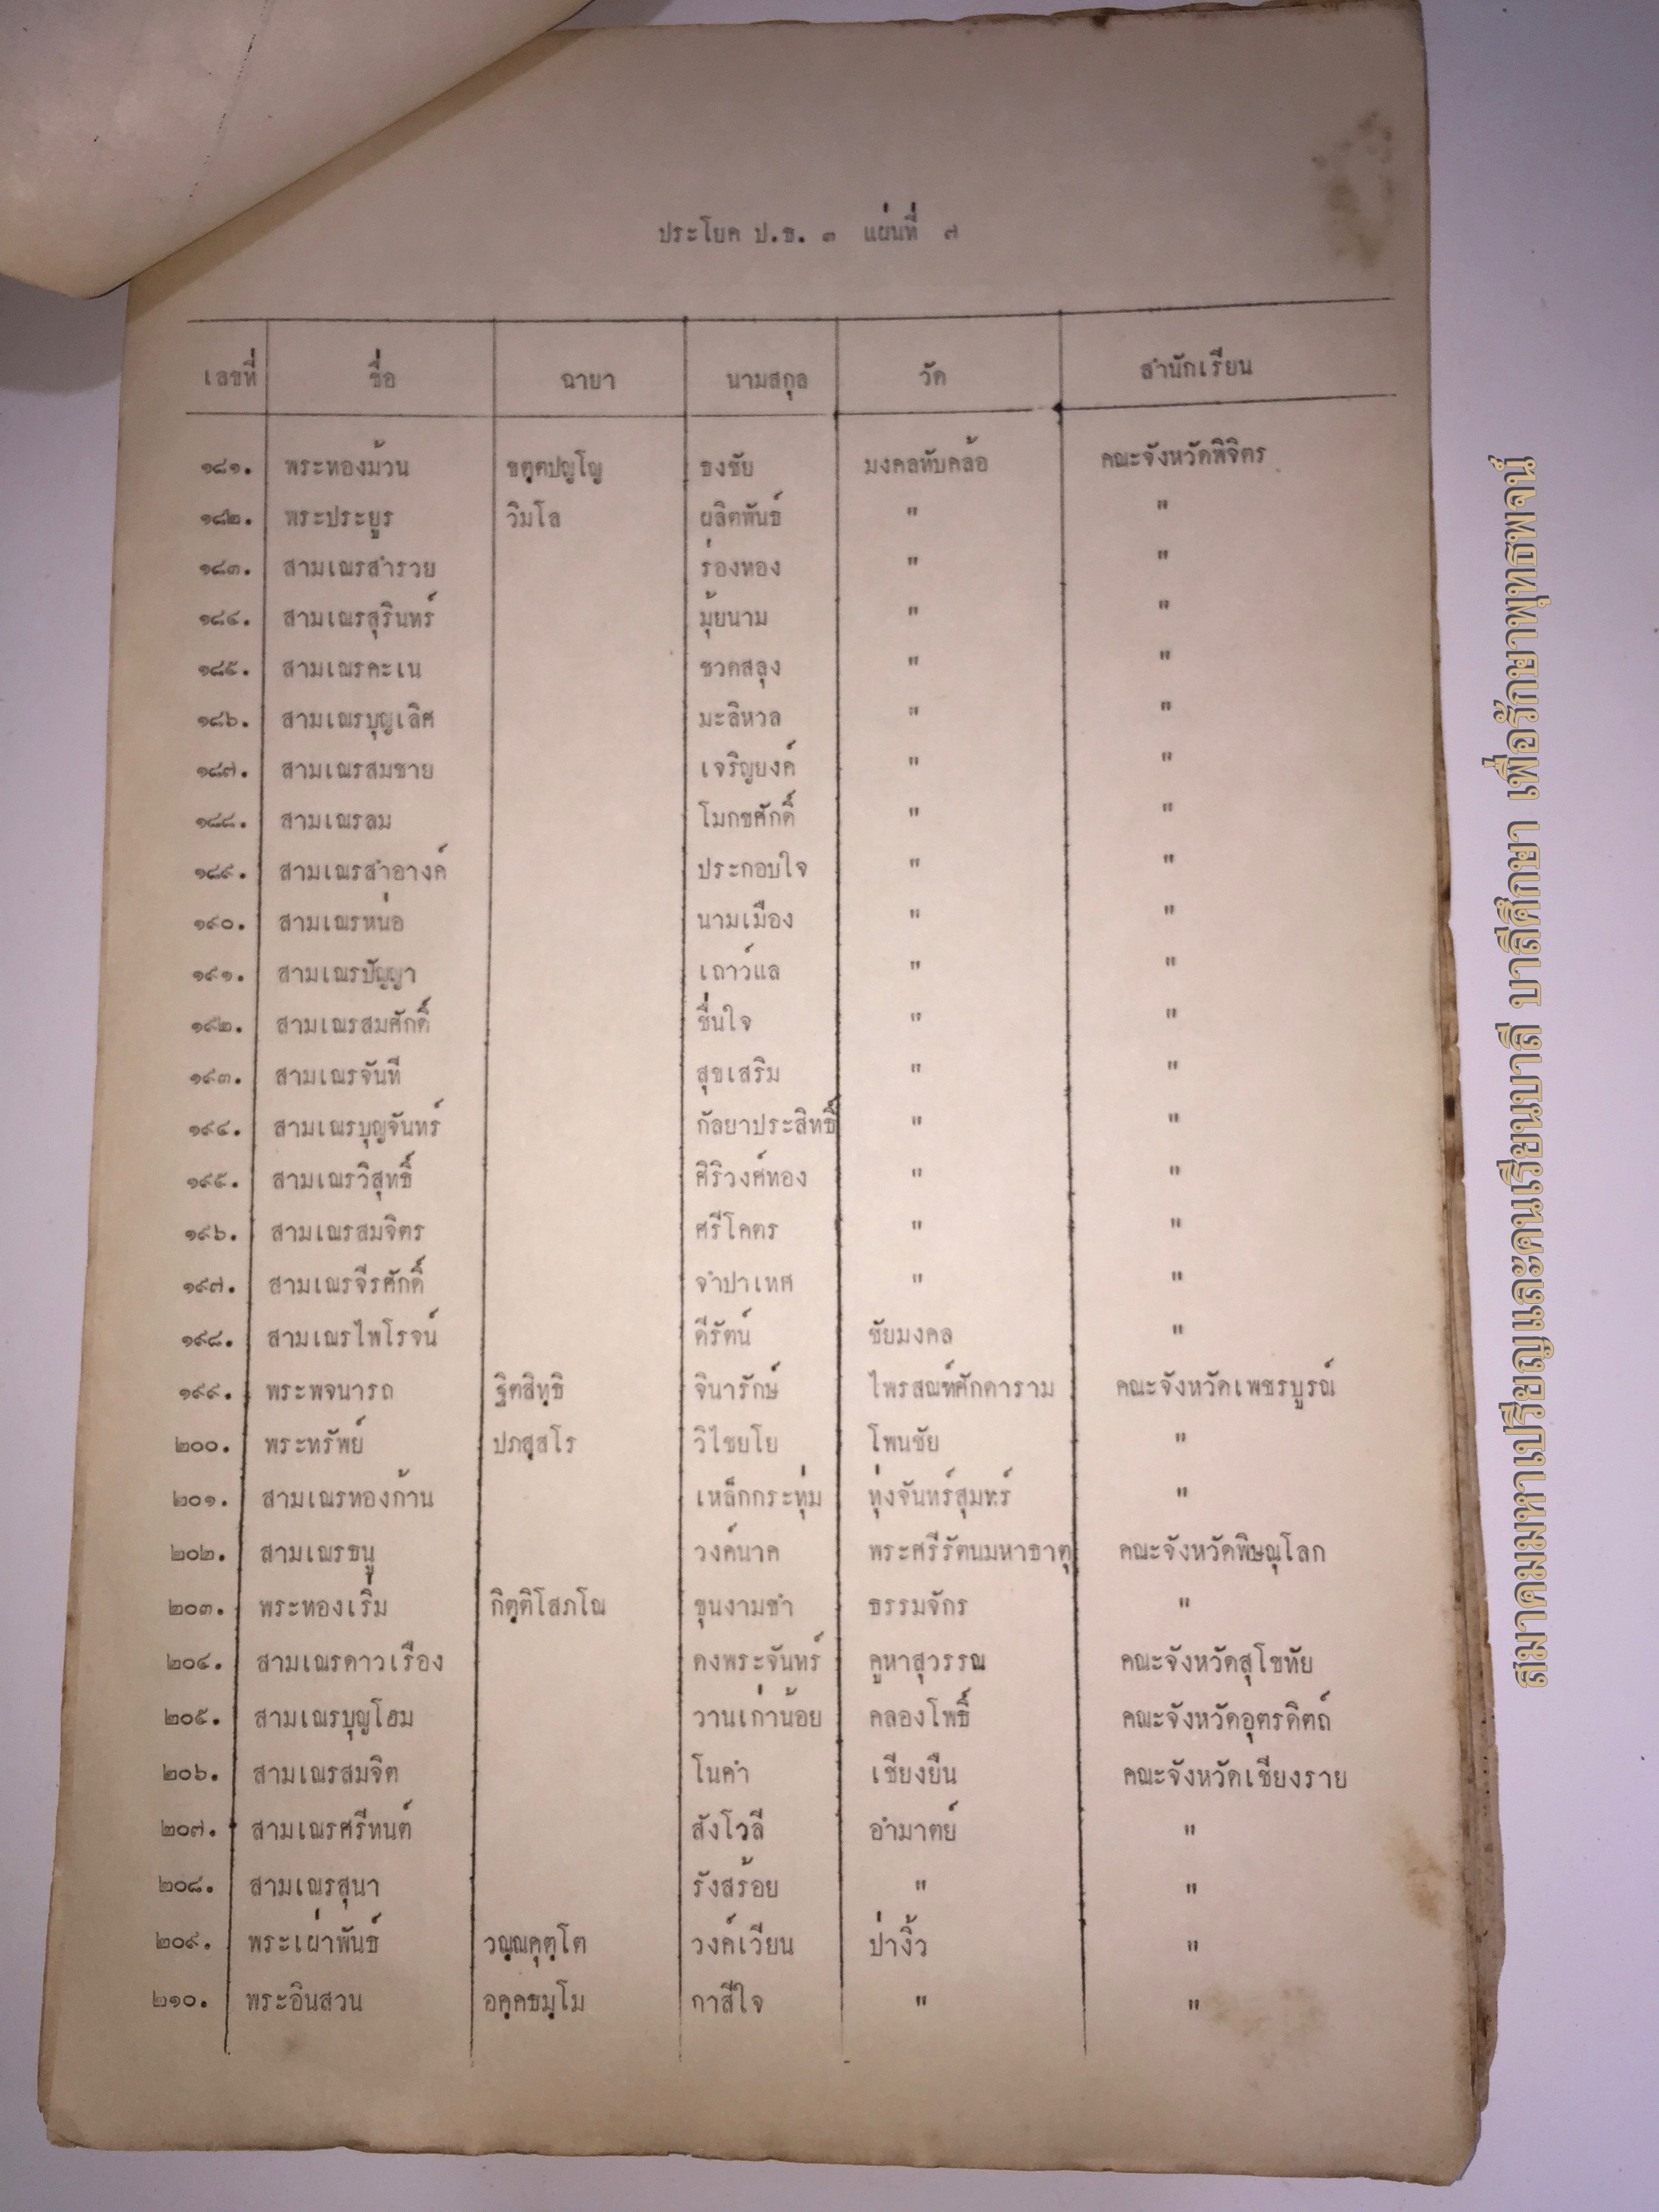 ประโยค ป.ธ. ๓ แผ่นที่ ๗
เลขที่ ชื่อ ฉายา นามสกุล วัด สำนักเรียน
๑๘๑. พระทองม้วน ธงชัย มงคลทับคล้อ คณะจังหวัดพิจิตร
๑๘๒. พระประยูร วิมโล ผลิตพันธ์ " "
๑๘๓. สามเณรสำรวย ร่องทอง " "
๑๘๔. สามเณรสุรินทร์ มุ้ยนาม " "
๑๘๕. สามเณรคะเน ขวดสลุง " "
๑๘๖. สามเณรบุญเลิศ มะลิหวล " "
๑๘๗. สามเณรสมชาย เจริญยงค์ " "
๑๘๘. สามเณรลม โมกขศักดิ์ " "
๑๘๙. สามเณรสำอางค์ ประกอบใจ " "
๑๙๐. สามเณรหน่อ นามเมือง " "
๑๙๑. สามเณรปัญญา เถาว์แล " "
๑๙๒. สามเณรสมศักดิ์ ชื่นใจ " "
๑๙๓. สามเณรจันที สุขเสริม " "
๑๙๔. สามเณรบุญจันทร์ กัลยาประสิทธิ์ " "
๑๙๕. สามเณรวิสุทธิ์ ศิริวงศ์ทอง " "
๑๙๖. สามเณรสมจิตร ศรีโคตร " "
๑๙๗. สามเณรจีรศักดิ์ จำปาเทศ " "
๑๙๘. สามเณรไพโรจน์ ดีรัตน์ ชัยมงคล "
๑๙๙. พระพจนารถ ฐิตสิทฺธิ จินารักษ์ ไพรสณฑ์ศักดาราม คณะจังหวัดเพชรบูรณ์
๒๐๐. พระทรัพย์ ปภสฺสโร วิไชยโย โพนชัย "
๒๐๑. สามเณรทองก้าน เหล็กกระทุ่ม ทุ่งจันทร์สุมทร์ "
๒๐๒. สามเณรธนู วงค์นาค พระศรีรัตนมหาธาตุ คณะจังหวัดพิษณุโลก
๒๐๓. พระทองเริ่ม กิตฺติโสภโณ ขุนงามขำ ธรรมจักร "
๒๐๔. สามเณรดาวเรือง คงพระจันทร์ คูหาสุวรรณ คณะจังหวัดสุโขทัย
๒๐๕. สามเณรบุญโฮม วานเก่าน้อย คลองโพธิ์ คณะจังหวัดอุตรดิตถ์
๒๐๖. สามเณรสมจิต โนคำ เชียงยืน คณะจังหวัดเชียงราย
๒๐๗. สามเณรศรีทนต์ สังโวลี อำมาตย์ "
๒๐๘. สามเณรสุนา รังสร้อย " "
๒๐๙. พระเผ่าพันธ์ วณฺณคุตฺโต วงค์เวียน ป่างิ้ว "
๒๑๐. พระอินสวน อคฺคธมฺโม กาสีใจ " "
สมาคมมหาเปรียญและคนเรียนบาลี บาลีศึกษา เพื่อรักษาพุทธพจน์